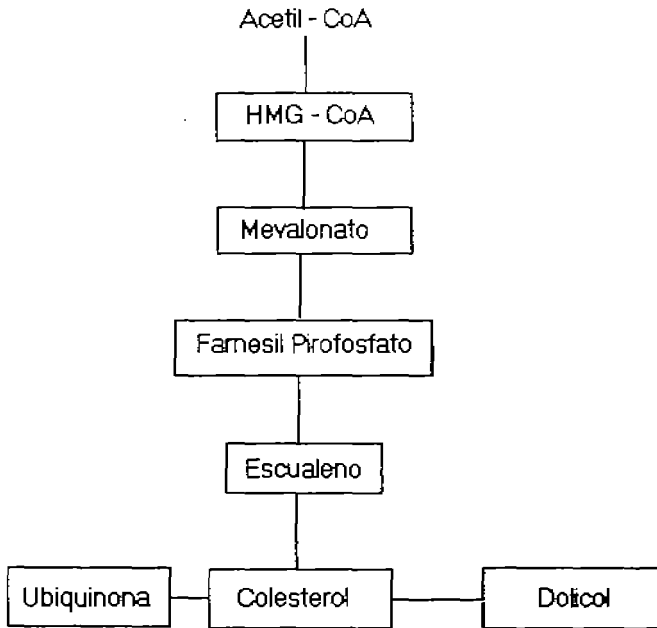 Acetil - CoA
HMG - CoA
Mevalonato
Farnesil Pirofosfato
Escualeno
Ubiquinona
Colesterol
Dolicol